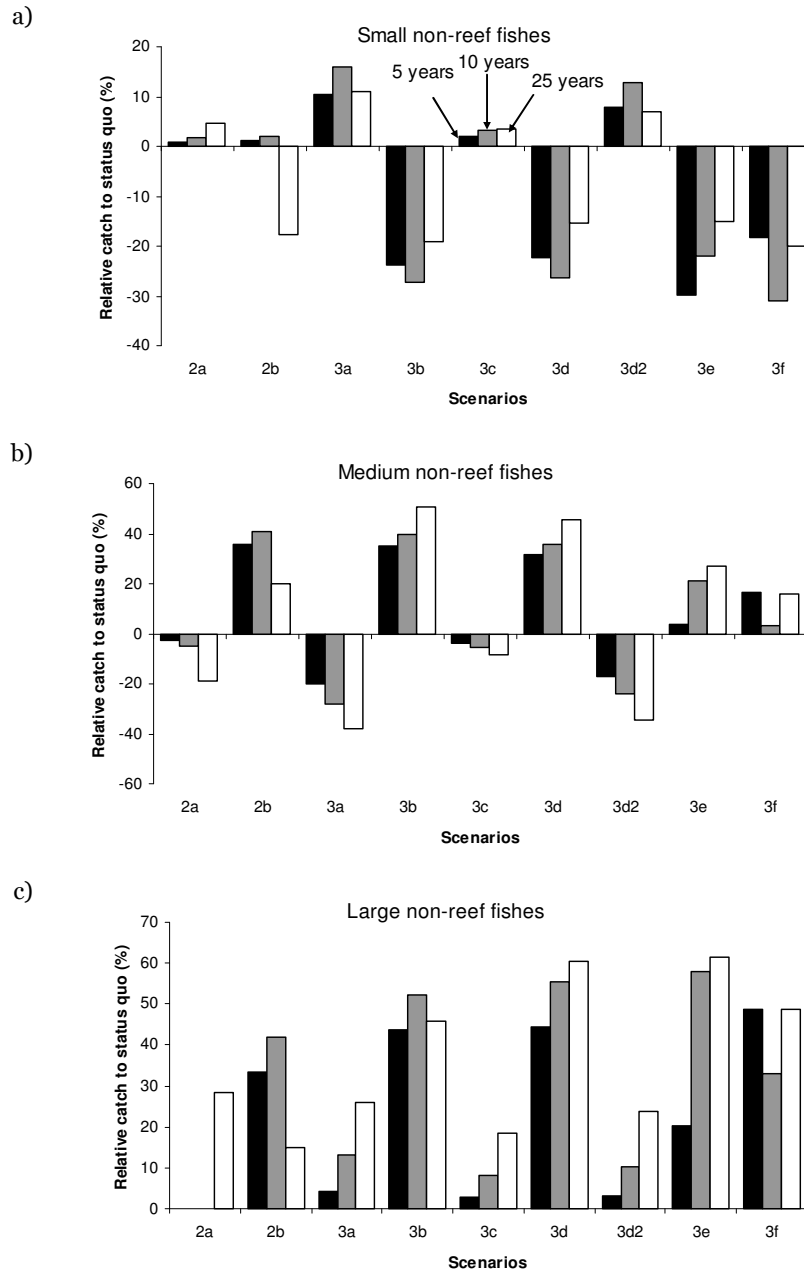 a)
Small non-reef fishes
Relative catch to status quo (%)
20
10
0
-10
-20
-30
-40
5 years
10 years
25 years
2a 2b 3a 3b 3c 3d 3d2 3e 3f
Scenarios
b)
Medium non-reef fishes
Relative catch to status quo (%)
60
40
20
0
-20
-40
-60
2a 2b 3a 3b 3c 3d 3d2 3e 3f
Scenarios
c)
Large non-reef fishes
Relative catch to status quo (%)
70
60
50
40
30
20
10
0
2a 2b 3a 3b 3c 3d 3d2 3e 3f
Scenarios